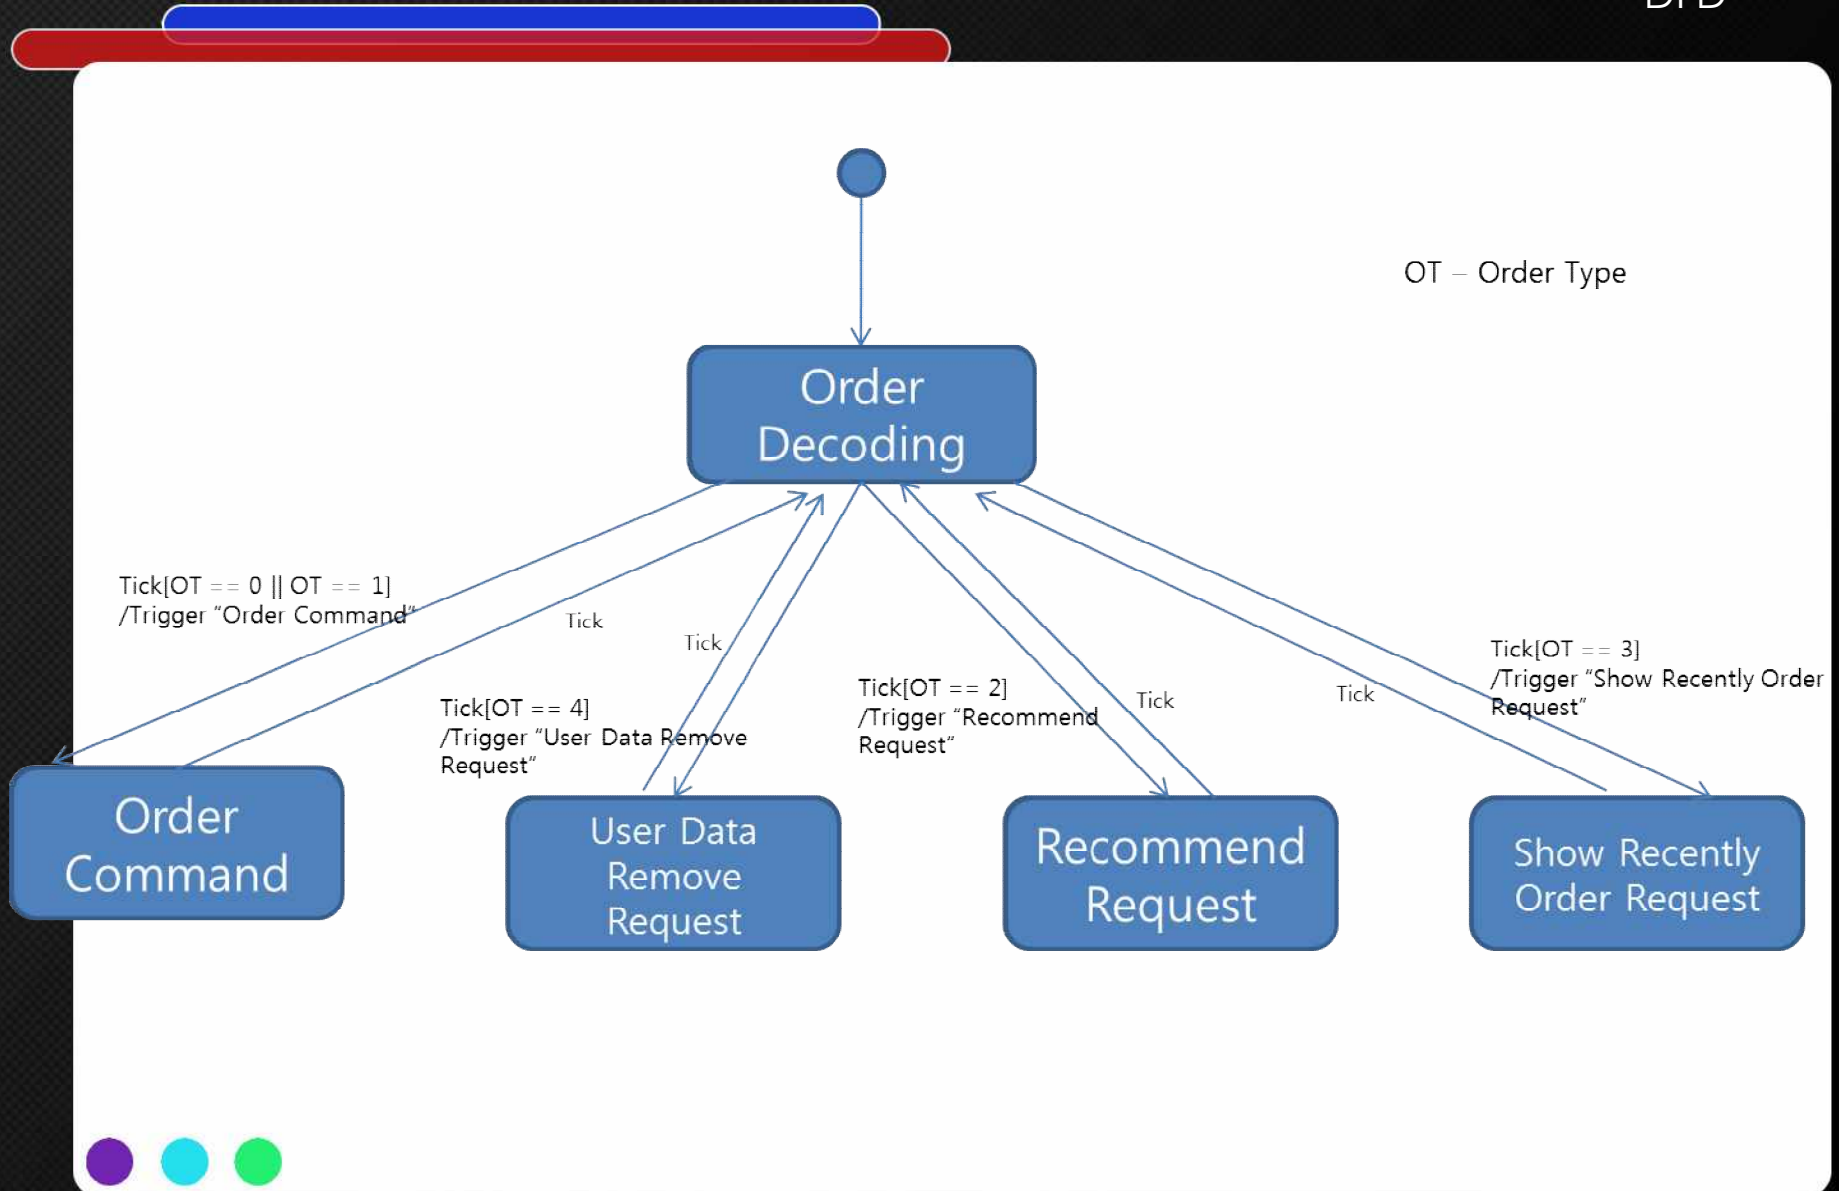 OT – Order Type
Order
Decoding
Tick[OT == 0 || OT == 1]
/Trigger “Order Command”
Tick
Tick
Tick[OT == 4]
/Trigger “User Data Remove
Request”
Tick[OT == 2]
/Trigger “Recommend
Request”
Tick
Tick
Tick[OT == 3]
/Trigger “Show Recently Order
Request”
Order
Command
User Data
Remove
Request
Recommend
Request
Show Recently
Order Request